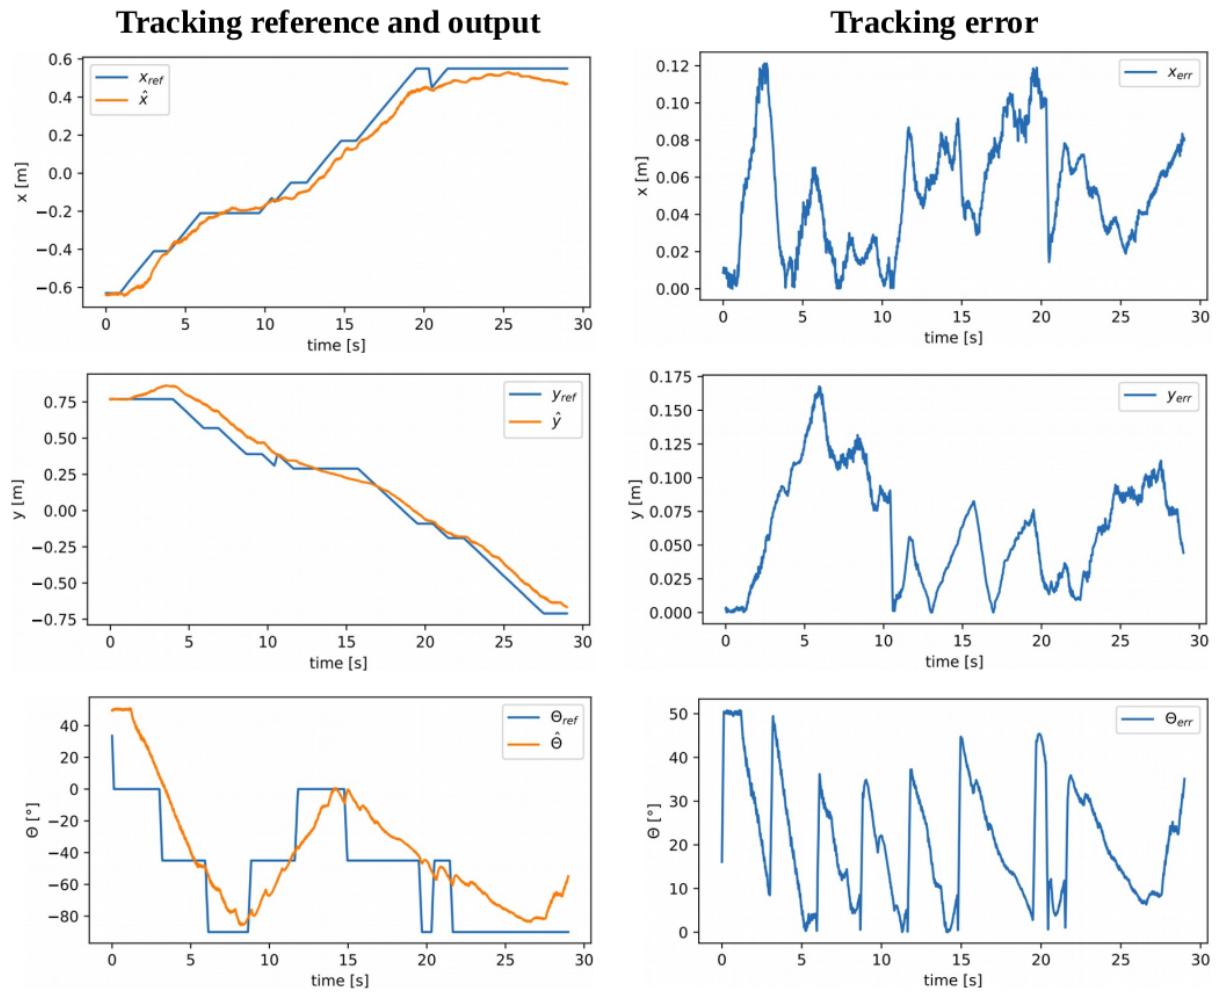 Tracking reference and output
Tracking error
0.6
0.4
0.2
0.0
−0.2
−0.4
−0.6
x [m]
x_ref
x̂
0 5 10 15 20 25 30
time [s]
0.12
0.10
0.08
0.06
0.04
0.02
0.00
x [m]
x_err
0 5 10 15 20 25 30
time [s]
0.75
0.50
0.25
0.00
−0.25
−0.50
−0.75
y [m]
y_ref
ŷ
0 5 10 15 20 25 30
time [s]
0.175
0.150
0.125
0.100
0.075
0.050
0.025
0.000
y [m]
y_err
0 5 10 15 20 25 30
time [s]
40
20
0
−20
−40
−60
−80
Θ [°]
Θ_ref
Θ̂
0 5 10 15 20 25 30
time [s]
50
40
30
20
10
0
Θ [°]
Θ_err
0 5 10 15 20 25 30
time [s]